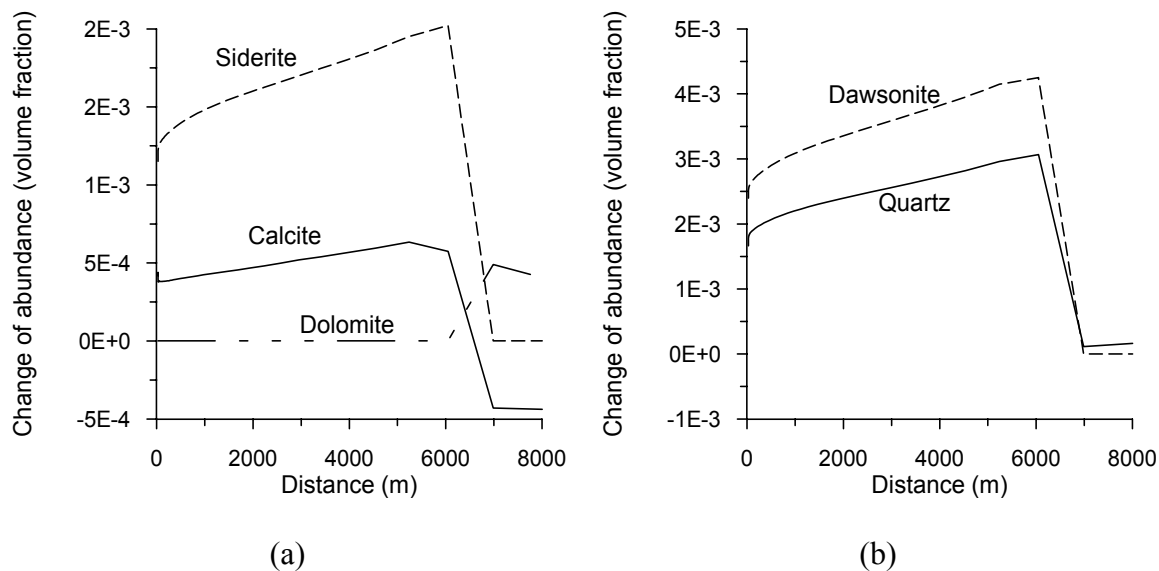 Change of abundance (volume fraction)
2E-3
2E-3
1E-3
5E-4
0E+0
-5E-4
Siderite
Calcite
Dolomite
0 2000 4000 6000 8000
Distance (m)
(a)
Change of abundance (volume fraction)
5E-3
4E-3
3E-3
2E-3
1E-3
0E+0
-1E-3
Dawsonite
Quartz
0 2000 4000 6000 8000
Distance (m)
(b)